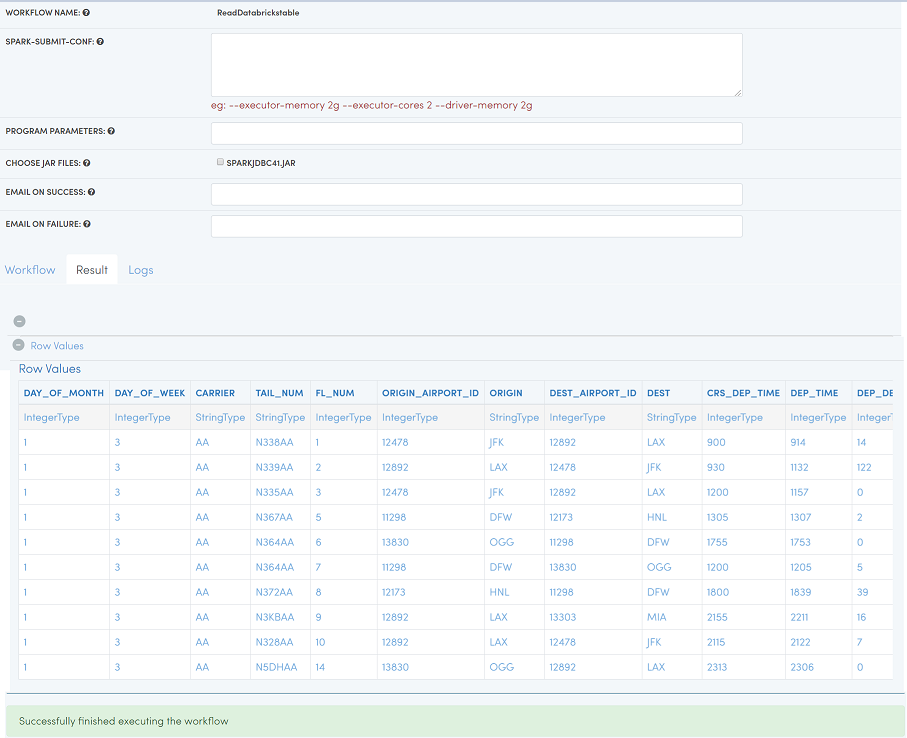 WORKFLOW NAME: ReadDatabrickstable
SPARK-SUBMIT-CONF:
eg: --executor-memory 2g --executor-cores 2 --driver-memory 2g
PROGRAM PARAMETERS:
CHOOSE JAR FILES: SPARKJDBC41.JAR
EMAIL ON SUCCESS:
EMAIL ON FAILURE:
Workflow Result Logs
Row Values
Row Values
DAY_OF_MONTH DAY_OF_WEEK CARRIER TAIL_NUM FL_NUM ORIGIN_AIRPORT_ID ORIGIN DEST_AIRPORT_ID DEST CRS_DEP_TIME DEP_TIME DEP_DE
IntegerType IntegerType StringType StringType IntegerType IntegerType StringType IntegerType StringType IntegerType IntegerType Integer
1 3 AA N338AA 1 12478 JFK 12892 LAX 900 914 14
1 3 AA N339AA 2 12892 LAX 12478 JFK 930 1132 122
1 3 AA N335AA 3 12478 JFK 12892 LAX 1200 1157 0
1 3 AA N367AA 5 11298 DFW 12173 HNL 1305 1307 2
1 3 AA N364AA 6 13830 OGG 11298 DFW 1755 1753 0
1 3 AA N364AA 7 11298 DFW 13830 OGG 1200 1205 5
1 3 AA N372AA 8 12173 HNL 11298 DFW 1800 1839 39
1 3 AA N3KBAA 9 12892 LAX 13303 MIA 2155 2211 16
1 3 AA N328AA 10 12892 LAX 12478 JFK 2115 2122 7
1 3 AA N5DHAA 14 13830 OGG 12892 LAX 2313 2306 0
Successfully finished executing the workflow